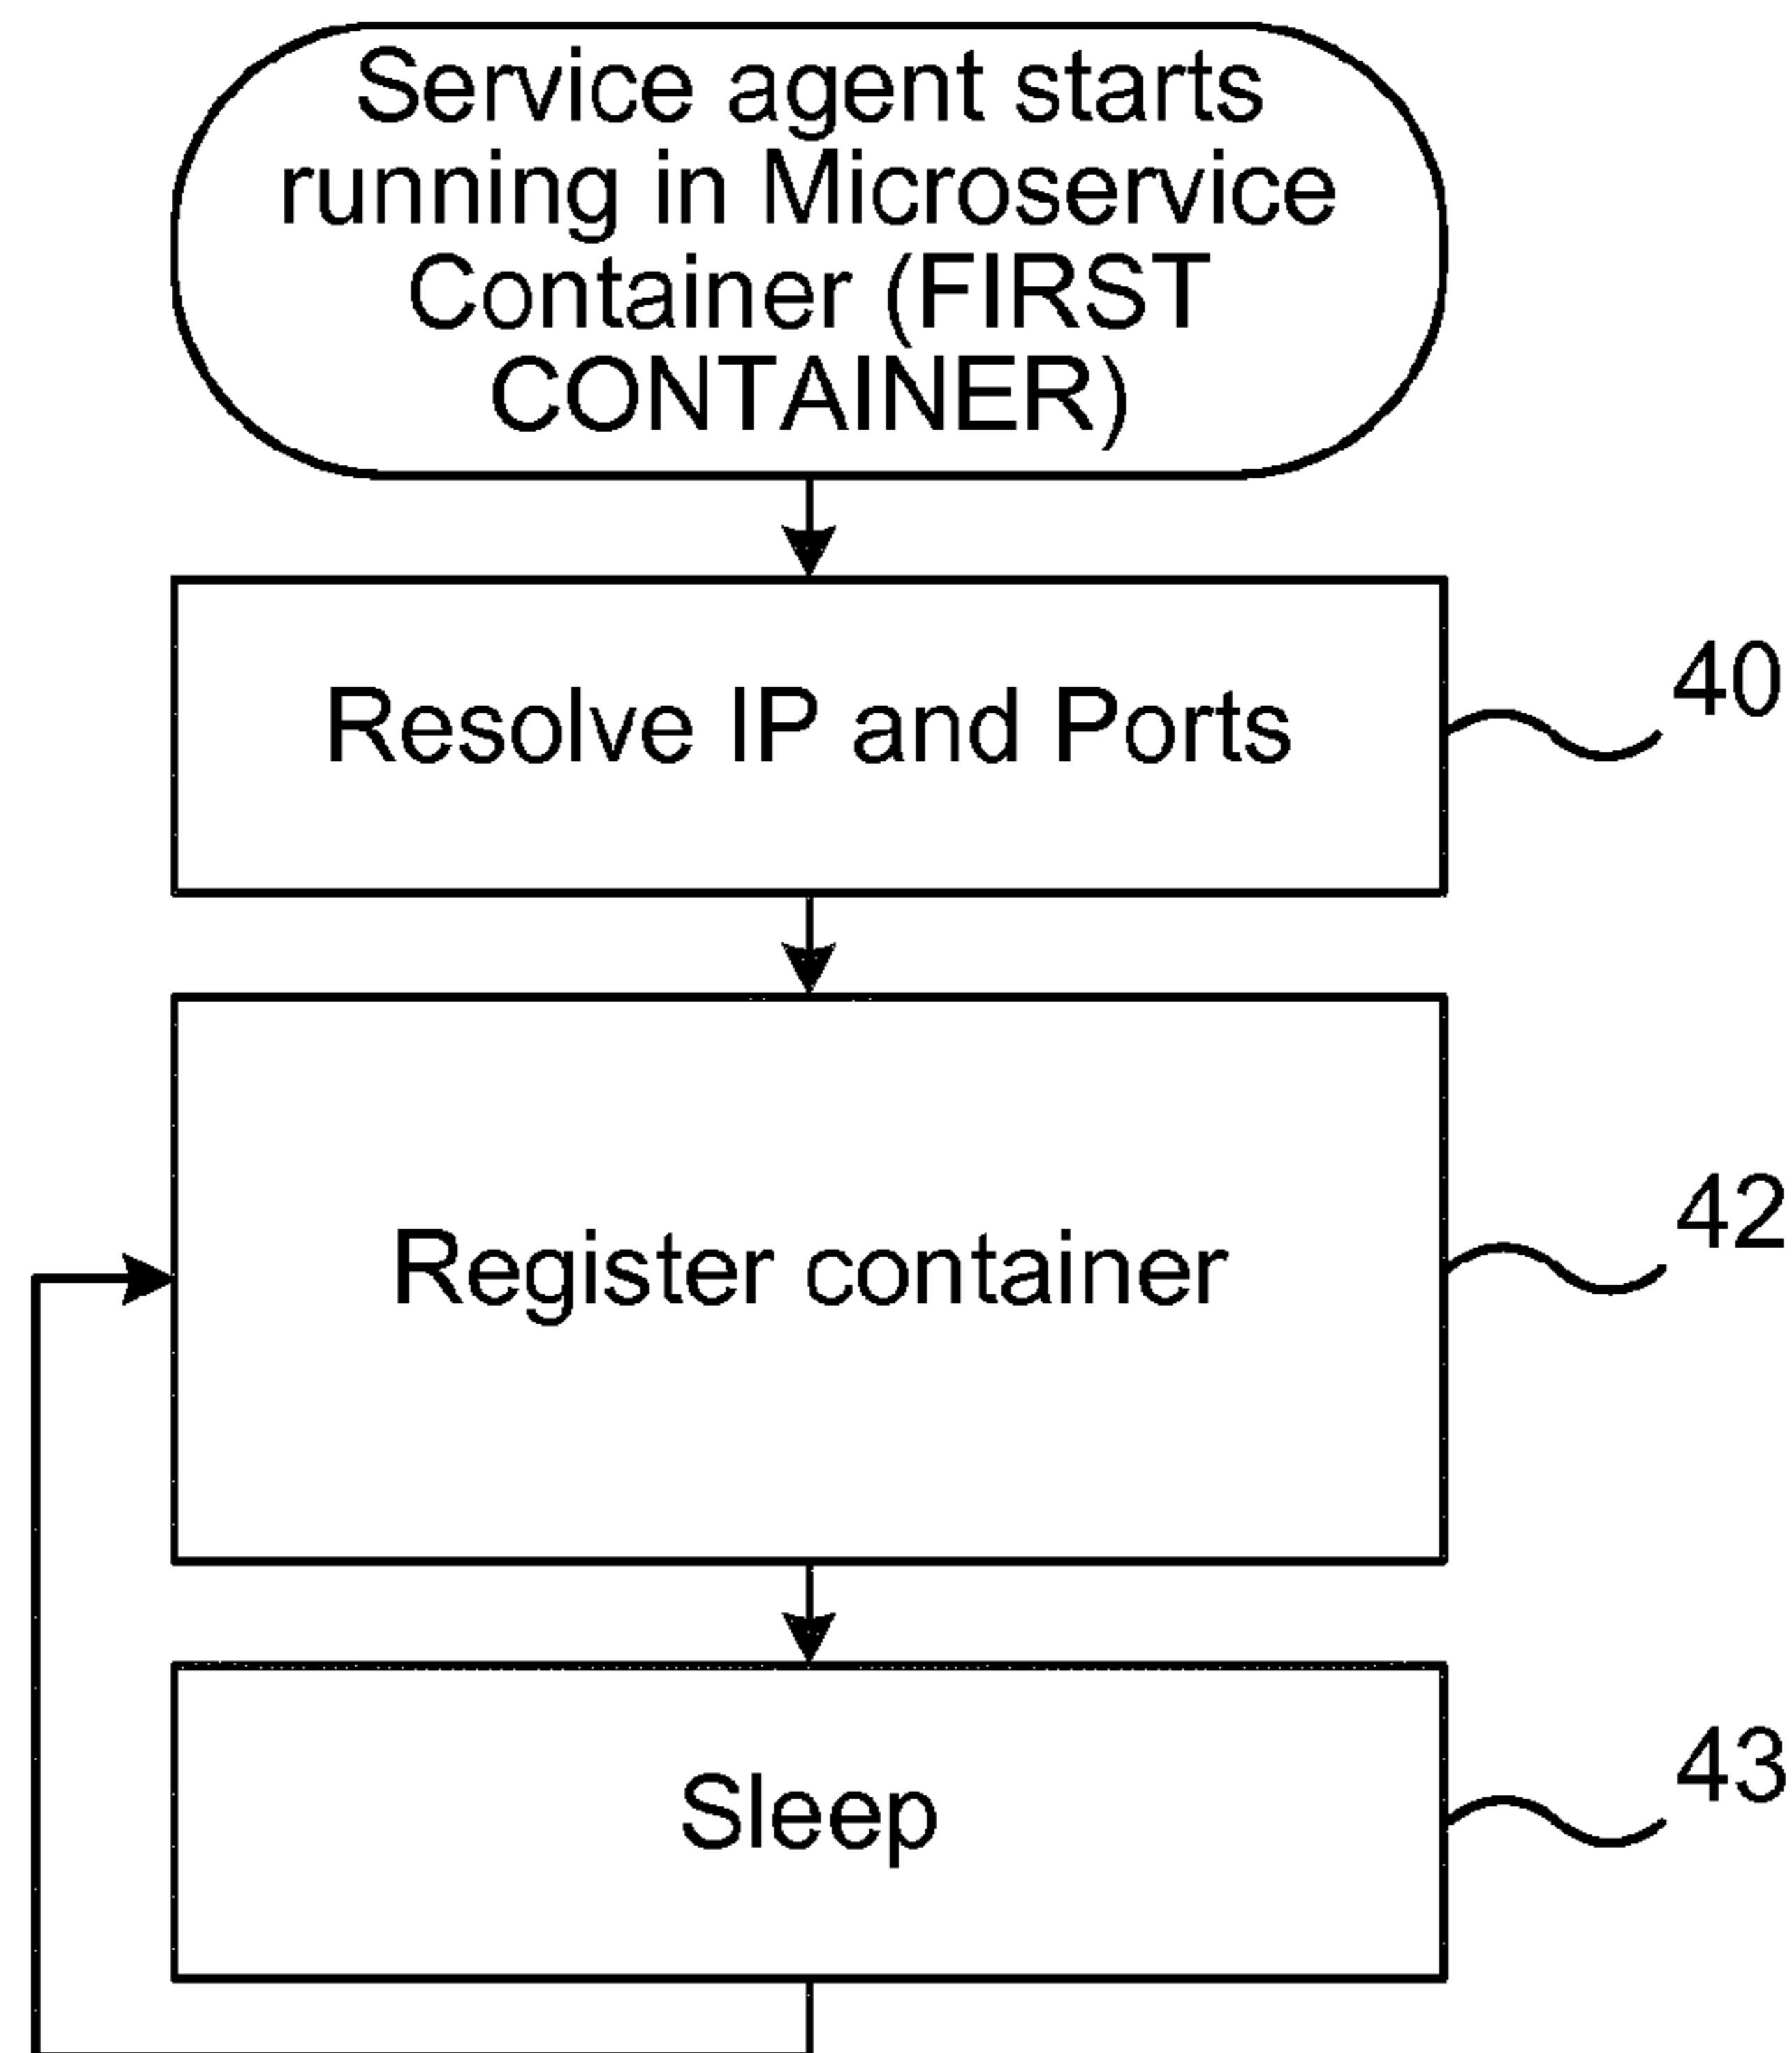 Service agent starts
running in Microservice
Container (FIRST
CONTAINER)
Resolve IP and Ports
40
Register container
42
Sleep
43